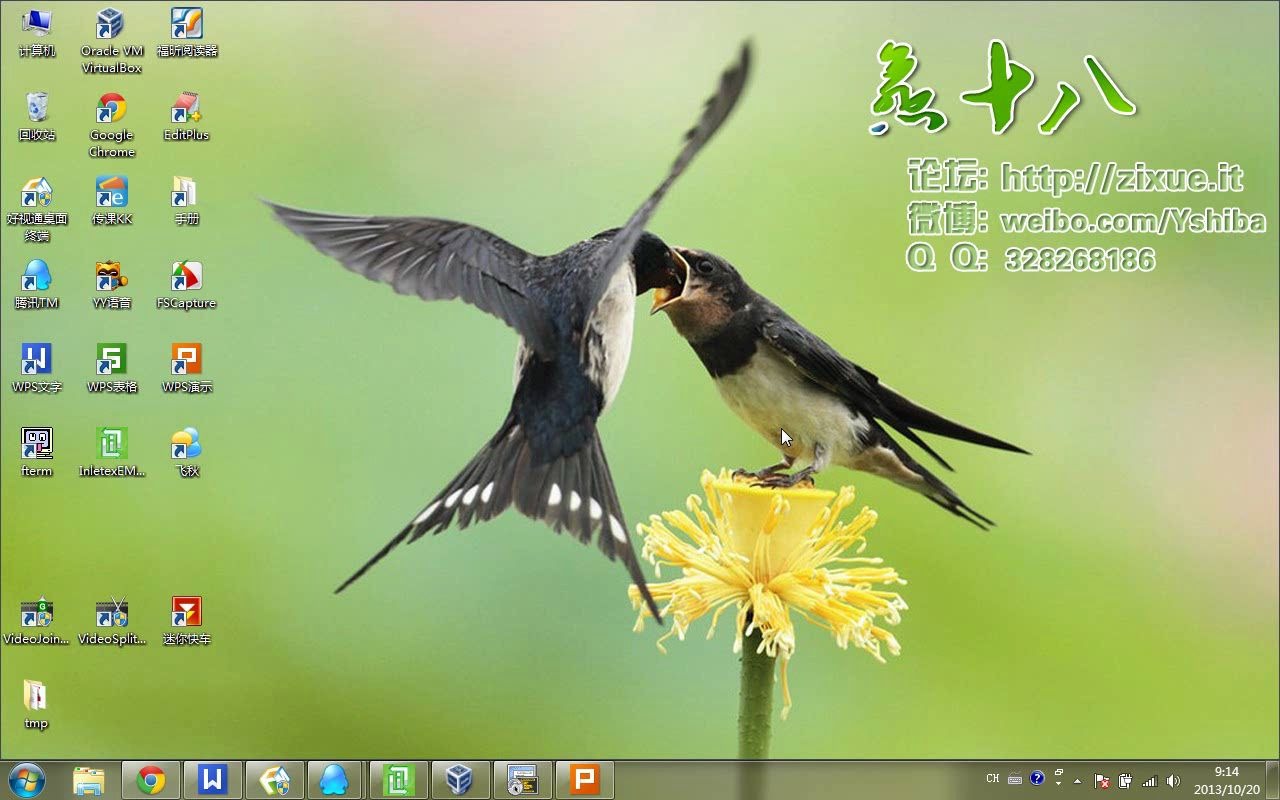 计算机
Oracle VM
VirtualBox
福昕阅读器
回收站
Google
Chrome
EditPlus
好视通桌面
终端
传课KK
手册
腾讯TM
YY语音
FSCapture
WPS文字
WPS表格
WPS演示
fterm
InletexEM...
飞秋
VideoJoin...
VideoSplit...
迷你快车
tmp
燕十八
论坛: http://zixue.it
微博: weibo.com/Yshiba
Q Q: 328268186
CH
9:14
2013/10/20